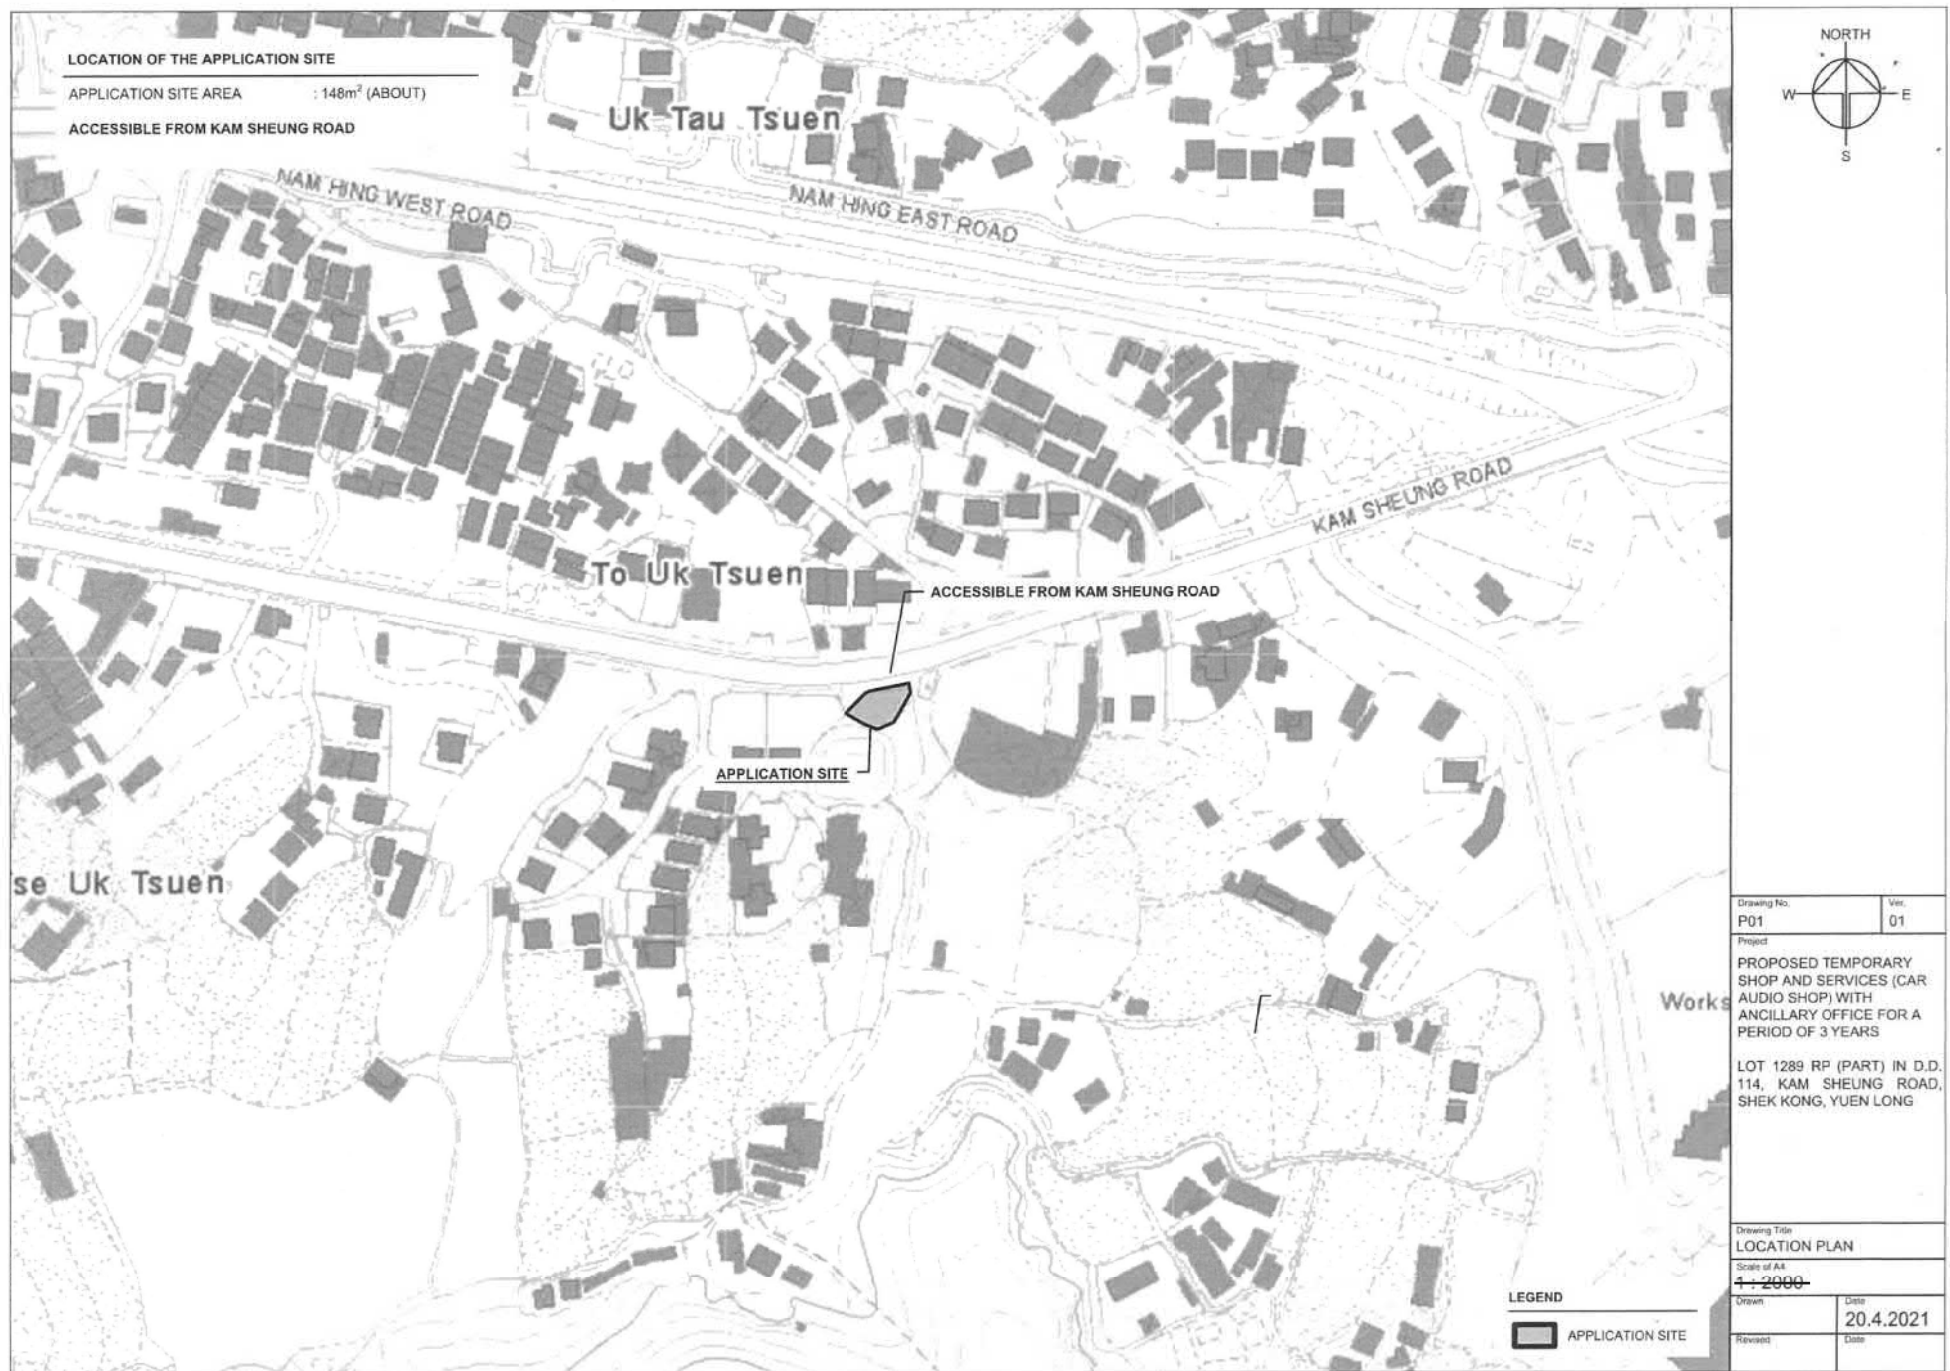 LOCATION OF THE APPLICATION SITE
APPLICATION SITE AREA : 148m² (ABOUT)
ACCESSIBLE FROM KAM SHEUNG ROAD
Uk Tau Tsuen
NAM HING WEST ROAD
NAM HING EAST ROAD
KAM SHEUNG ROAD
To Uk Tsuen
ACCESSIBLE FROM KAM SHEUNG ROAD
APPLICATION SITE
se Uk Tsuen
Works
LEGEND
APPLICATION SITE
NORTH
W
E
S
Drawing No.
P01
Ver.
01
Project
PROPOSED TEMPORARY
SHOP AND SERVICES (CAR
AUDIO SHOP) WITH
ANCILLARY OFFICE FOR A
PERIOD OF 3 YEARS
LOT 1289 RP (PART) IN D.D.
114, KAM SHEUNG ROAD,
SHEK KONG, YUEN LONG
Drawing Title
LOCATION PLAN
Scale of A4
1 : 2000
Drawn
Date
20.4.2021
Revised
Date